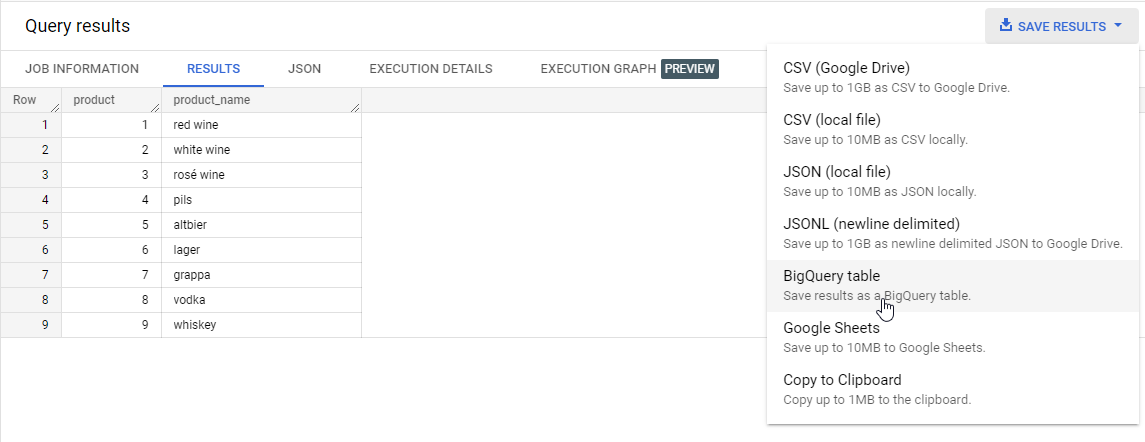 Query results
SAVE RESULTS
JOB INFORMATION RESULTS JSON EXECUTION DETAILS EXECUTION GRAPH PREVIEW
Row product product_name
1 1 red wine
2 2 white wine
3 3 rosé wine
4 4 pils
5 5 altbier
6 6 lager
7 7 grappa
8 8 vodka
9 9 whiskey
CSV (Google Drive)
Save up to 1GB as CSV to Google Drive.
CSV (local file)
Save up to 10MB as CSV locally.
JSON (local file)
Save up to 10MB as JSON locally.
JSONL (newline delimited)
Save up to 1GB as newline delimited JSON to Google Drive.
BigQuery table
Save results as a BigQuery table.
Google Sheets
Save up to 10MB to Google Sheets.
Copy to Clipboard
Copy up to 1MB to the clipboard.